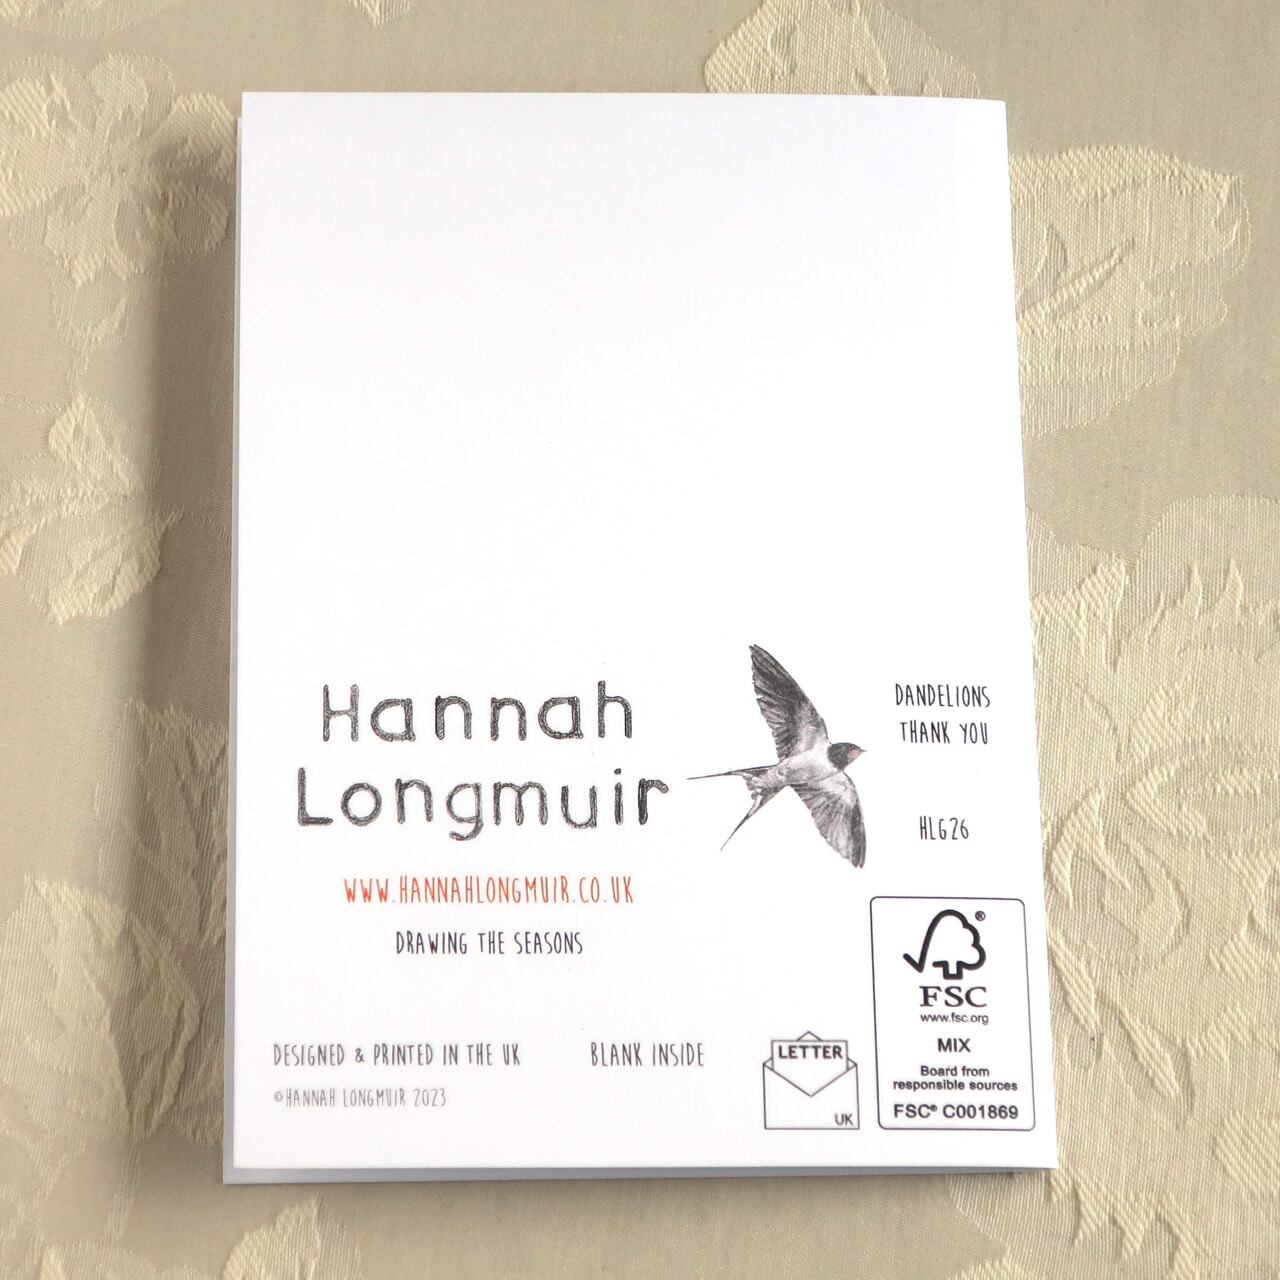 Hannah
Longmuir
WWW.HANNAHLONGMUIR.CO.UK
DRAWING THE SEASONS
DANDELIONS
THANK YOU
HLG26
DESIGNED & PRINTED IN THE UK
©HANNAH LONGMUIR 2023
BLANK INSIDE
LETTER
UK
®
FSC
www.fsc.org
MIX
Board from
responsible sources
FSC® C001869